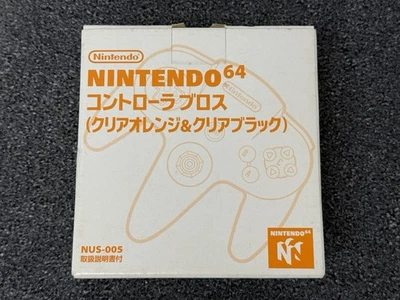 Nintendo
NINTENDO64
コントローラ ブロス
(クリアオレンジ&クリアブラック)
Nintendo
NUS-005
取扱説明書付
NINTENDO64